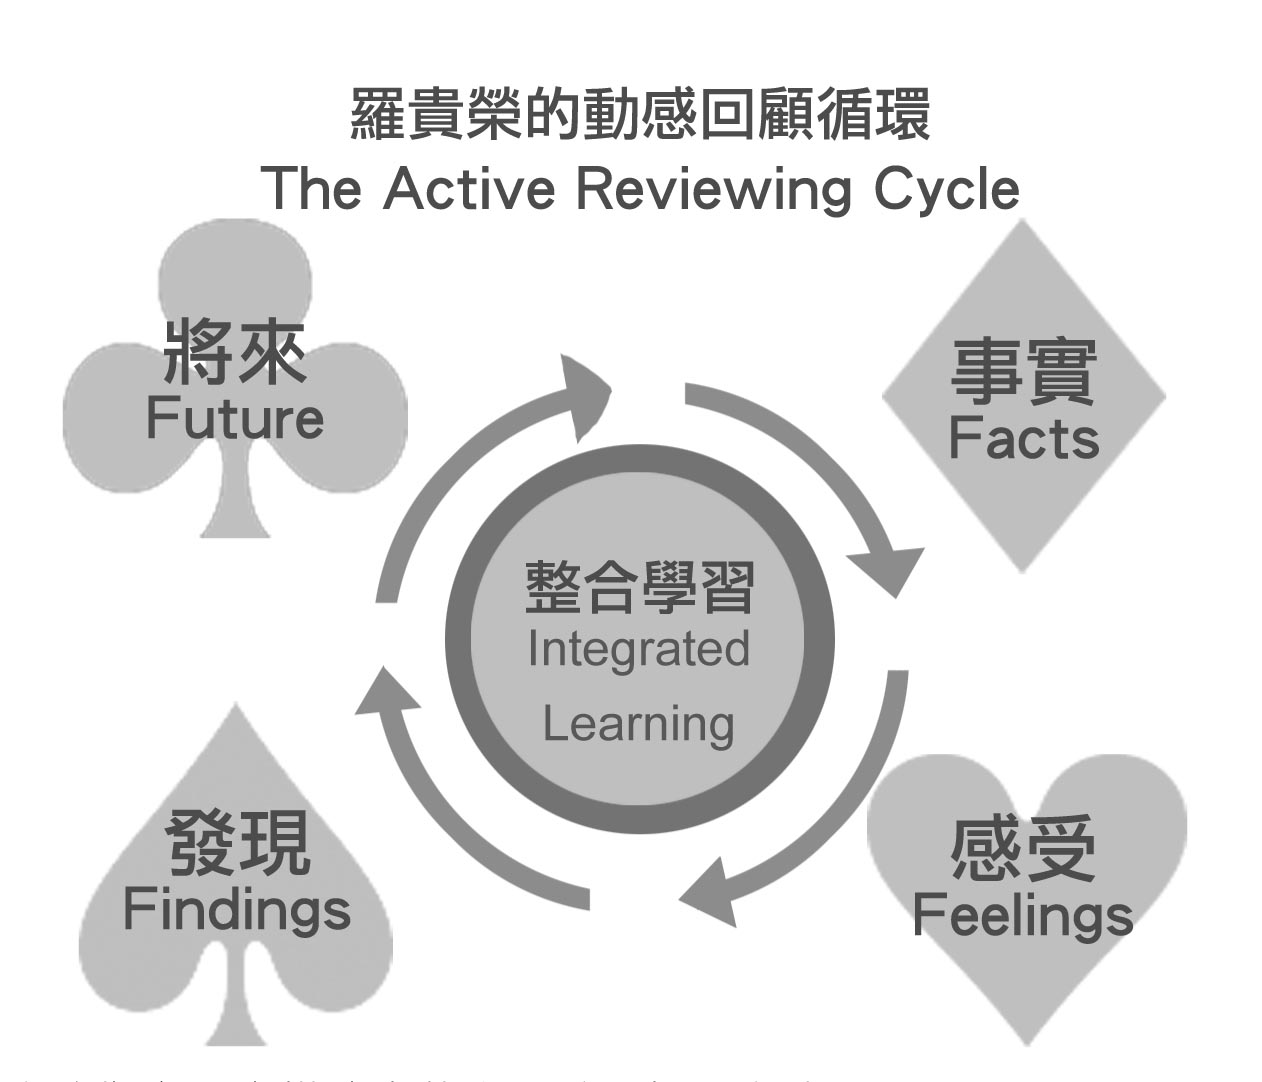 羅貴榮的動感回顧循環
The Active Reviewing Cycle
將來
Future
事實
Facts
整合學習
Integrated
Learning
發現
Findings
感受
Feelings